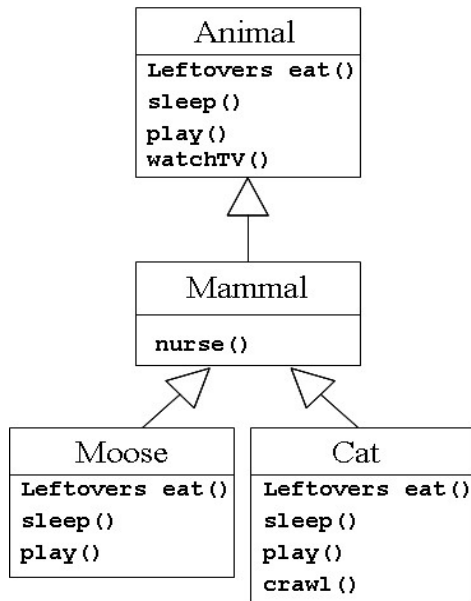 Animal
Leftovers eat()
sleep()
play()
watchTV()
Mammal
nurse()
Moose
Leftovers eat()
sleep()
play()
Cat
Leftovers eat()
sleep()
play()
crawl()